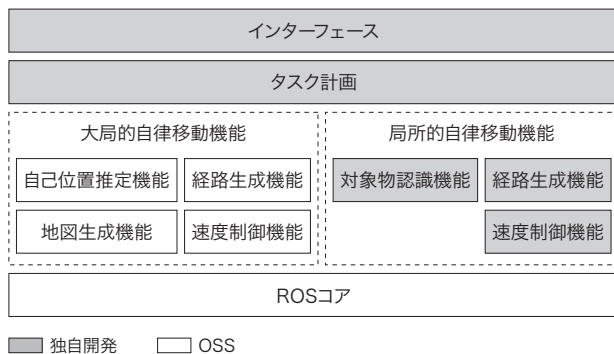 インターフェース
タスク計画
大局的自律移動機能
自己位置推定機能
経路生成機能
地図生成機能
速度制御機能
局所的自律移動機能
対象物認識機能
経路生成機能
速度制御機能
ROSコア
独自開発
OSS